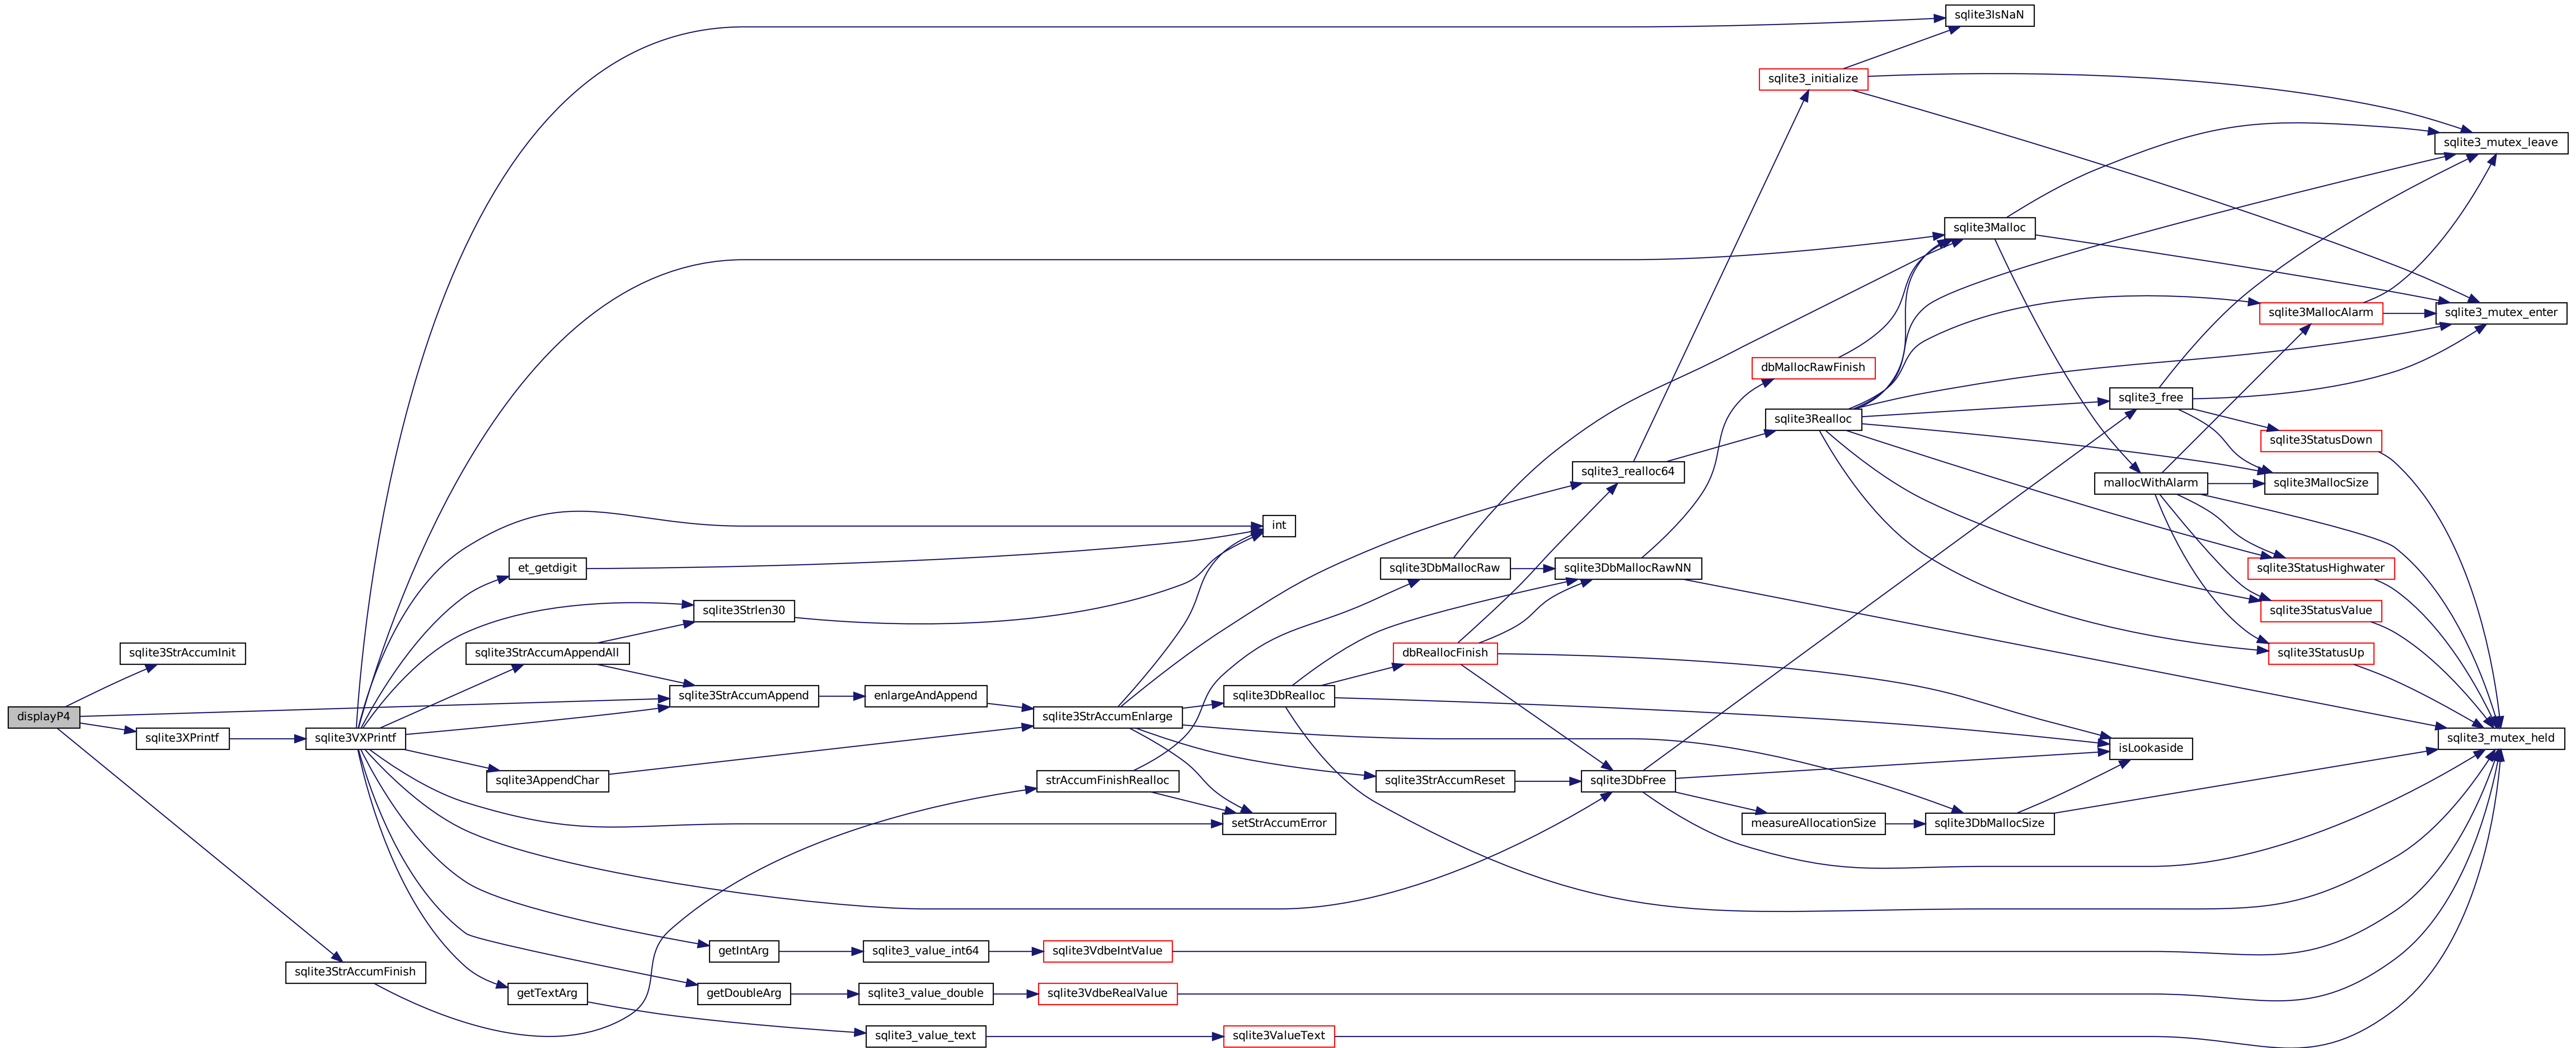 sqlite3IsNaN
sqlite3_initialize
sqlite3_mutex_leave
sqlite3Malloc
sqlite3MallocAlarm
sqlite3_mutex_enter
dbMallocRawFinish
sqlite3_free
sqlite3Realloc
sqlite3StatusDown
sqlite3_realloc64
mallocWithAlarm
sqlite3MallocSize
int
et_getdigit
sqlite3DbMallocRaw
sqlite3DbMallocRawNN
sqlite3StatusHighwater
sqlite3Strlen30
sqlite3StatusValue
sqlite3StrAccumInit
sqlite3StrAccumAppendAll
dbReallocFinish
sqlite3StatusUp
sqlite3StrAccumAppend
enlargeAndAppend
sqlite3DbRealloc
displayP4
sqlite3StrAccumEnlarge
sqlite3XPrintf
sqlite3VXPrintf
sqlite3_mutex_held
isLookaside
sqlite3AppendChar
strAccumFinishRealloc
sqlite3StrAccumReset
sqlite3DbFree
setStrAccumError
measureAllocationSize
sqlite3DbMallocSize
getIntArg
sqlite3_value_int64
sqlite3VdbeIntValue
sqlite3StrAccumFinish
getTextArg
getDoubleArg
sqlite3_value_double
sqlite3VdbeRealValue
sqlite3_value_text
sqlite3ValueText